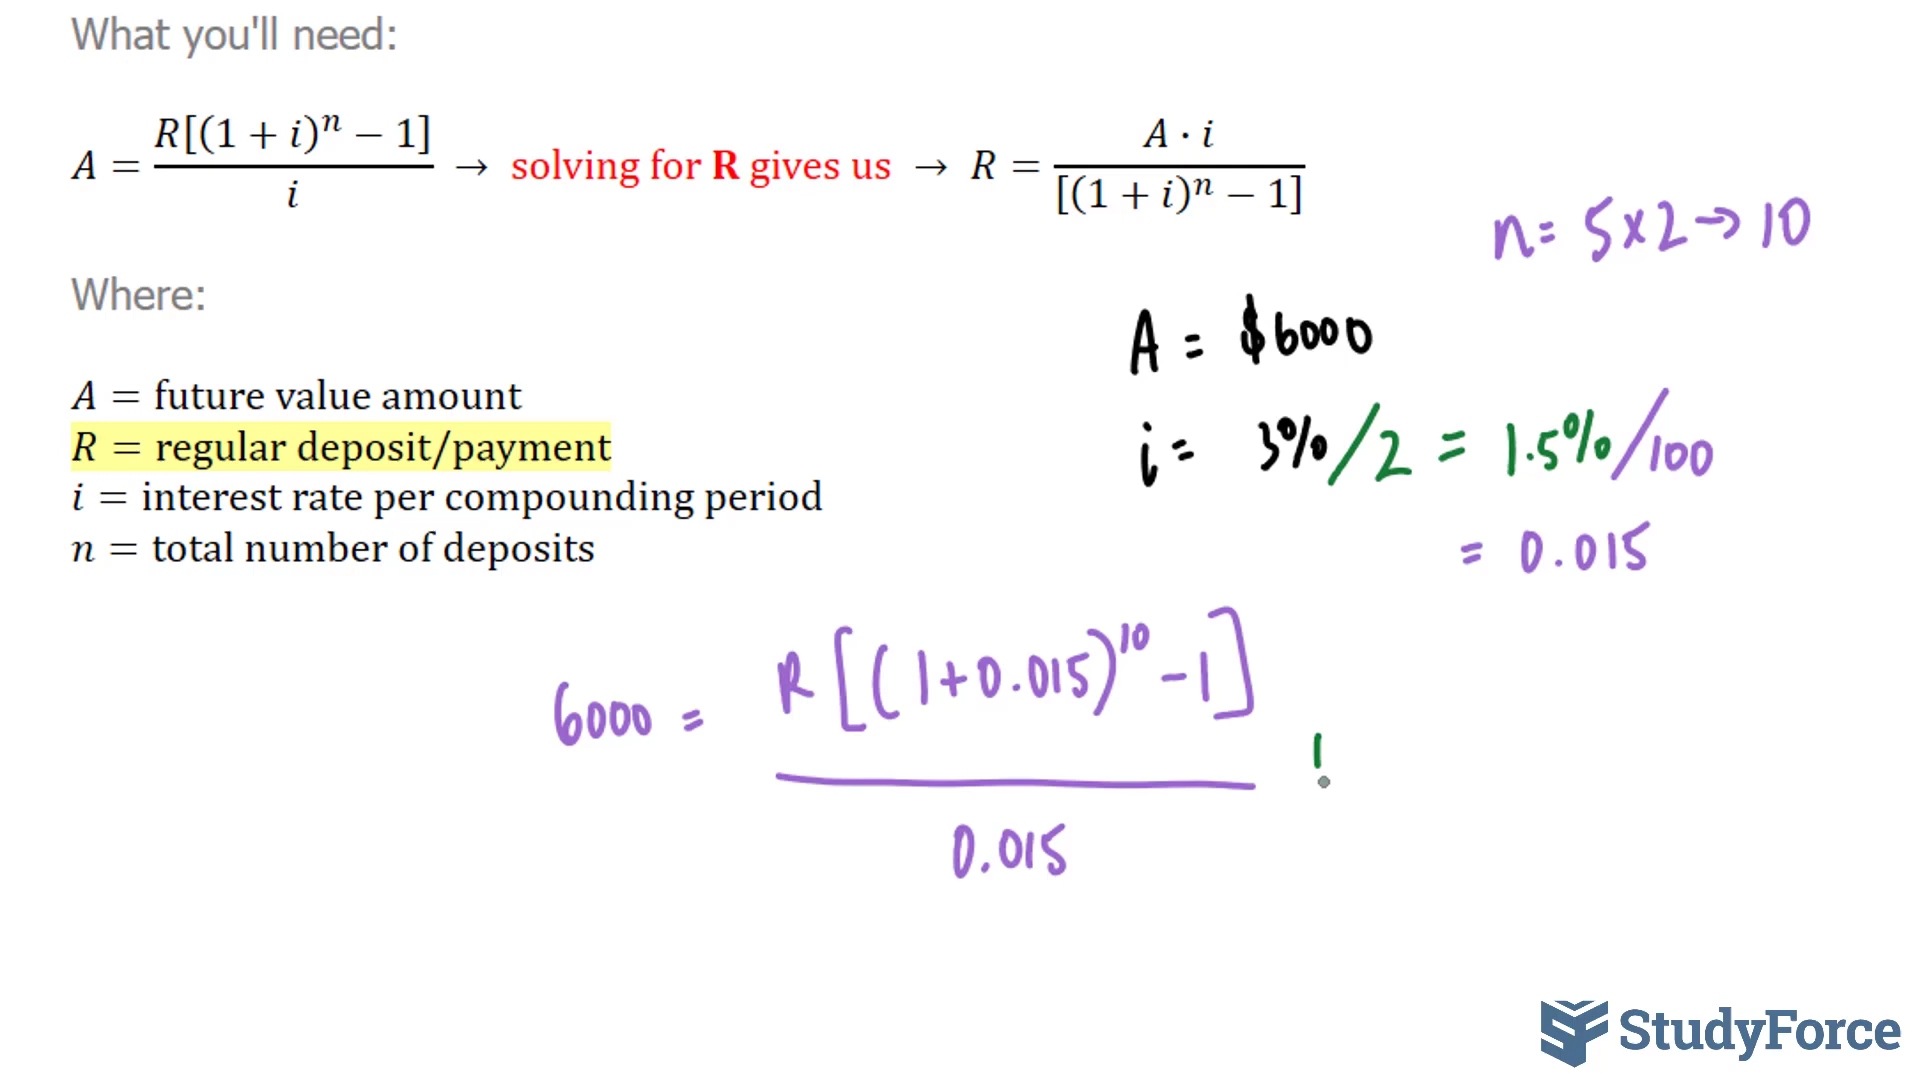 What you'll need:
A = R[(1 + i)^n − 1] / i → solving for R gives us → R = A · i / [(1 + i)^n − 1]
n = 5 x 2 → 10
Where:
A = $6000
A = future value amount
R = regular deposit/payment
i = 3%/2 = 1.5%/100
i = interest rate per compounding period
n = total number of deposits
= 0.015
6000 = R[(1+0.015)^10 -1] / 0.015
StudyForce